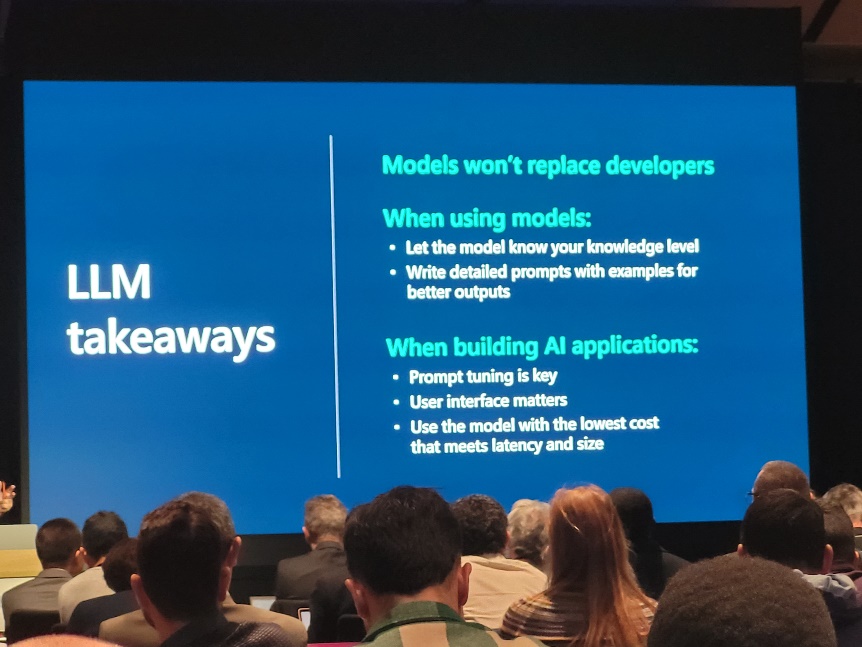 LLM
takeaways
Models won't replace developers
When using models:
• Let the model know your knowledge level
• Write detailed prompts with examples for
better outputs
When building AI applications:
• Prompt tuning is key
• User interface matters
• Use the model with the lowest cost
that meets latency and size